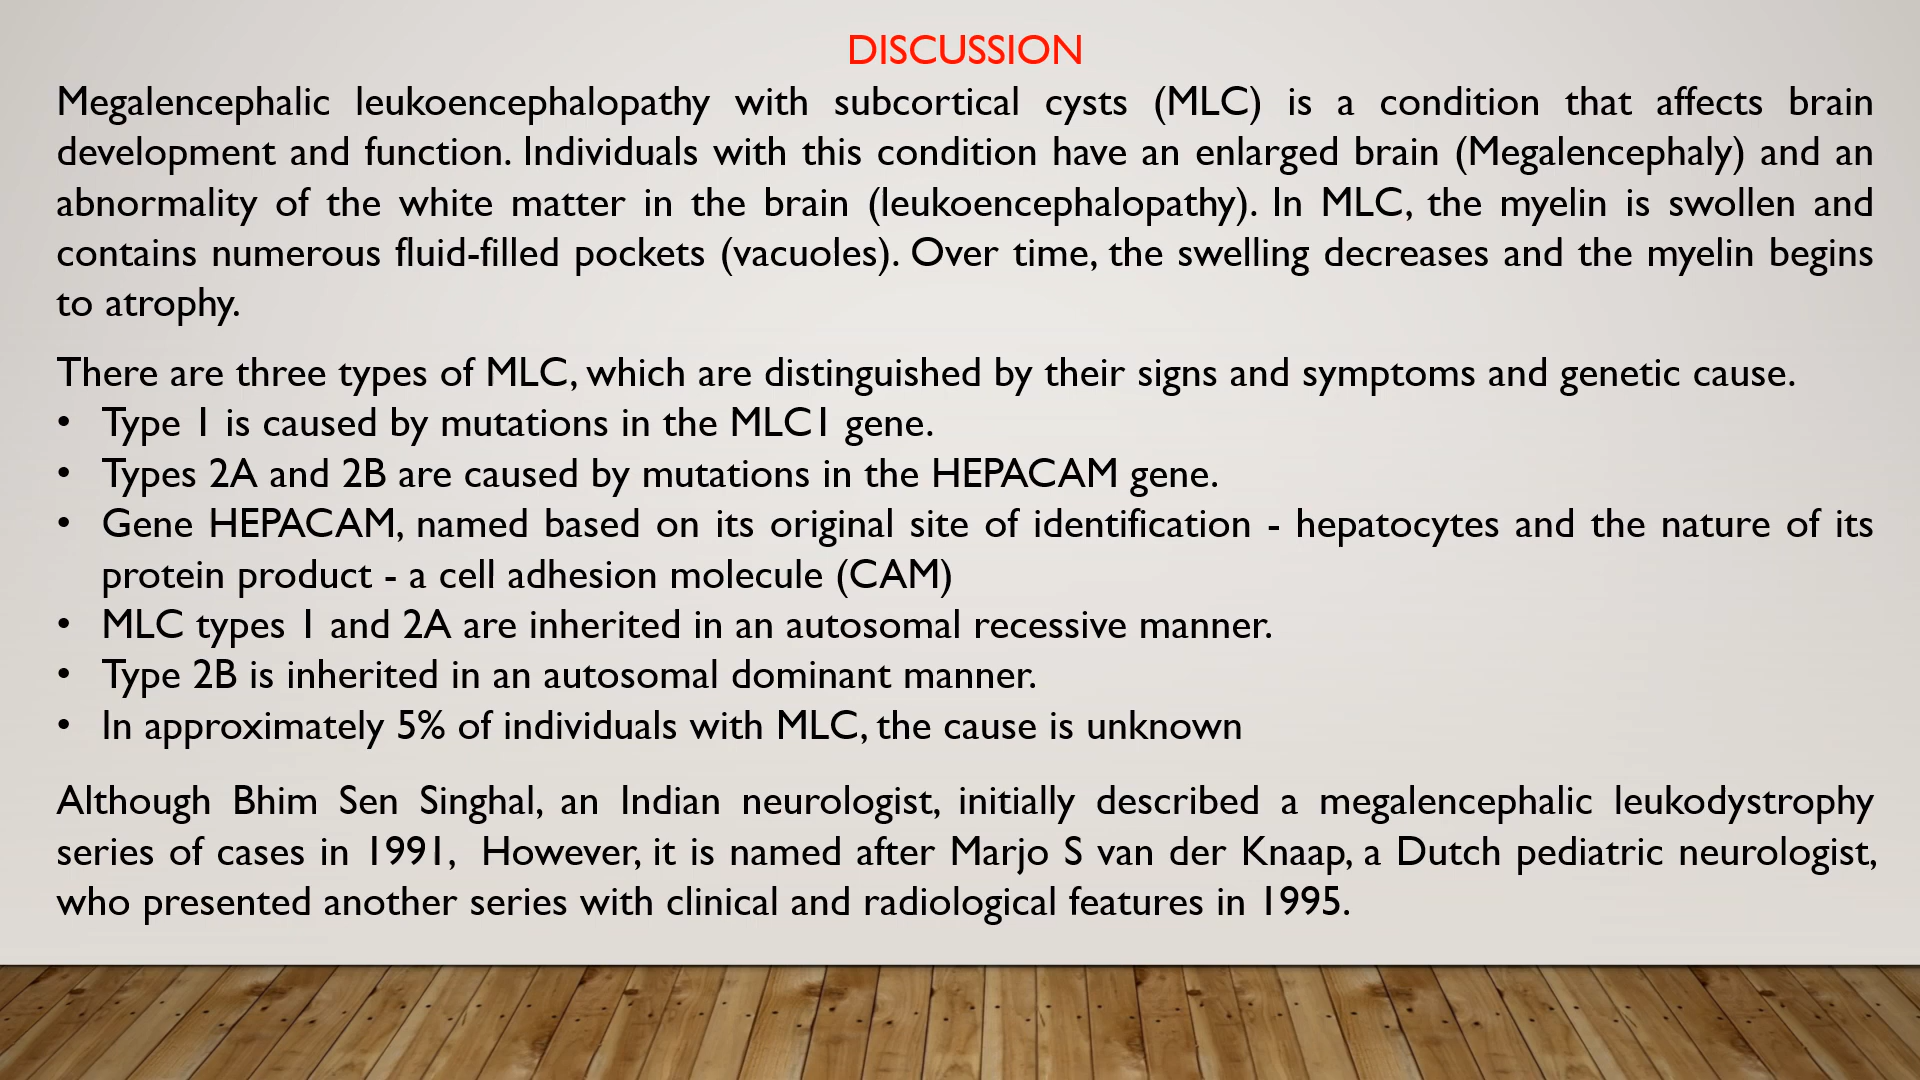 DISCUSSION
Megalencephalic leukoencephalopathy with subcortical cysts (MLC) is a condition that affects brain
development and function. Individuals with this condition have an enlarged brain (Megalencephaly) and an
abnormality of the white matter in the brain (leukoencephalopathy). In MLC, the myelin is swollen and
contains numerous fluid-filled pockets (vacuoles). Over time, the swelling decreases and the myelin begins
to atrophy.
There are three types of MLC, which are distinguished by their signs and symptoms and genetic cause.
• Type 1 is caused by mutations in the MLC1 gene.
• Types 2A and 2B are caused by mutations in the HEPACAM gene.
• Gene HEPACAM, named based on its original site of identification - hepatocytes and the nature of its
protein product - a cell adhesion molecule (CAM)
• MLC types 1 and 2A are inherited in an autosomal recessive manner.
• Type 2B is inherited in an autosomal dominant manner.
• In approximately 5% of individuals with MLC, the cause is unknown
Although Bhim Sen Singhal, an Indian neurologist, initially described a megalencephalic leukodystrophy
series of cases in 1991, However, it is named after Marjo S van der Knaap, a Dutch pediatric neurologist,
who presented another series with clinical and radiological features in 1995.